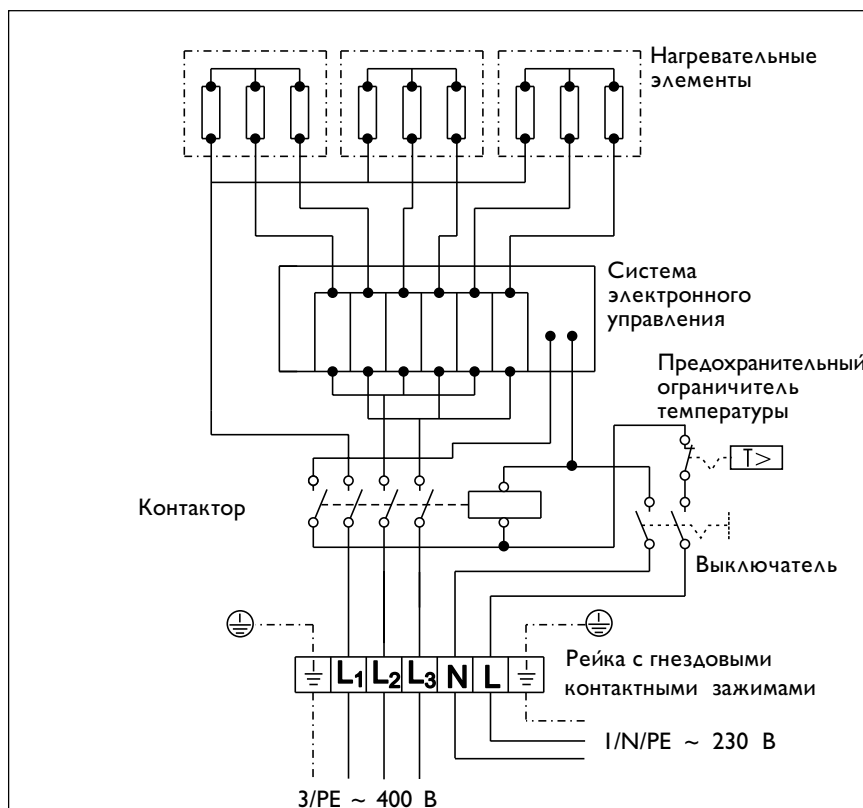 Нагревательные
элементы
Система
электронного
управления
Предохранительный
ограничитель
температуры
T>
Контактор
Выключатель
L1 L2 L3 N L
Рейка с гнездовыми
контактными зажимами
1/N/PE ~ 230 В
3/PE ~ 400 В